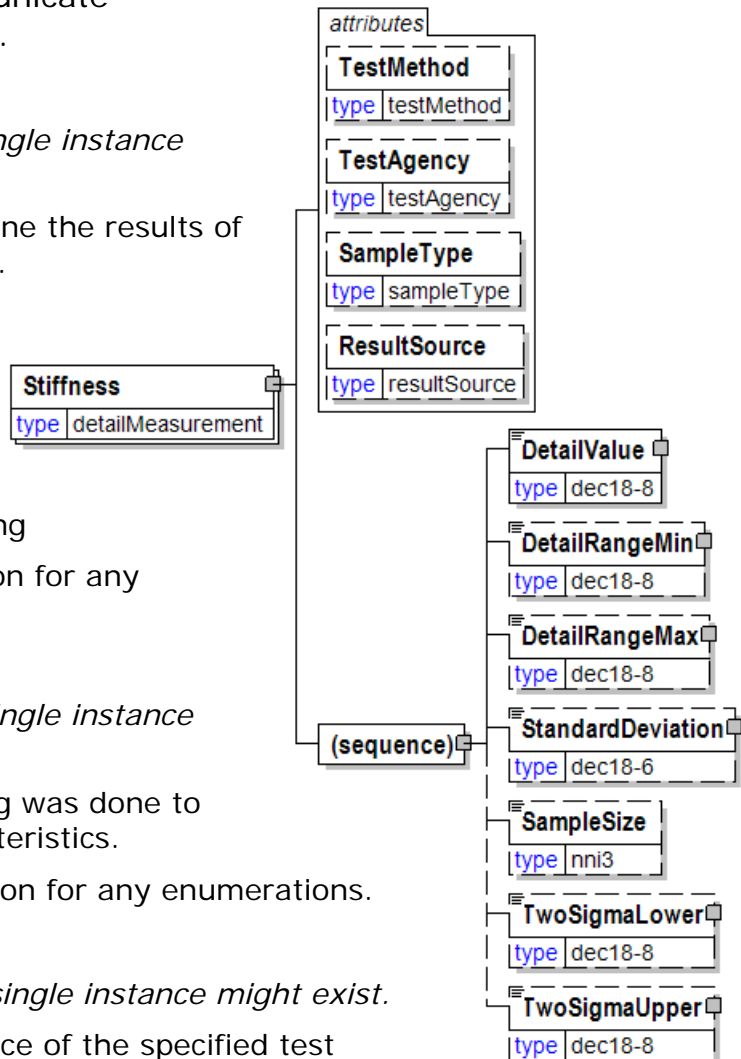 unicate
.
ngle instance
ne the results of
.
ng
on for any
ingle instance
g was done to
teristics.
on for any enumerations.
single instance might exist.
ce of the specified test
attributes
TestMethod
type testMethod
TestAgency
type testAgency
SampleType
type sampleType
ResultSource
type resultSource
Stiffness
type detailMeasurement
(sequence)
DetailValue
type dec18-8
DetailRangeMin
type dec18-8
DetailRangeMax
type dec18-8
StandardDeviation
type dec18-6
SampleSize
type nni3
TwoSigmaLower
type dec18-8
TwoSigmaUpper
type dec18-8